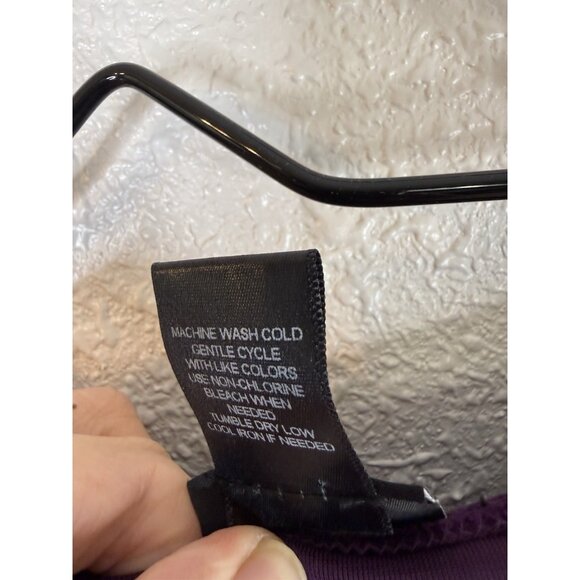 MACHINE WASH COLD
GENTLE CYCLE
WITH LIKE COLORS
USE NON-CHLORINE
BLEACH WHEN
NEEDED
TUMBLE DRY LOW
COOL IRON IF NEEDED